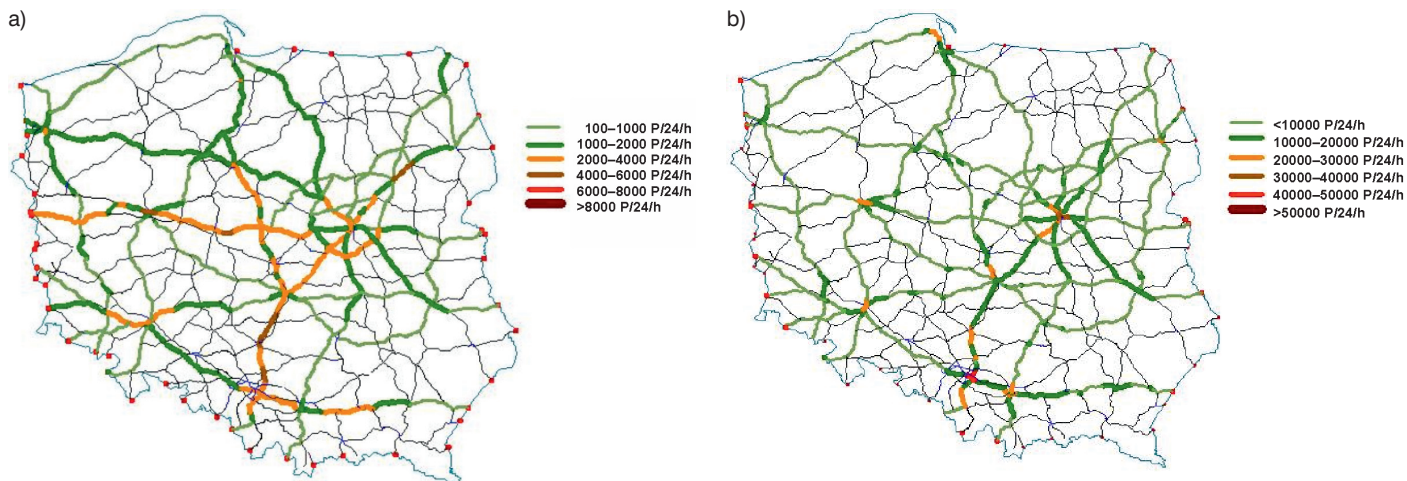 a)
100–1000 P/24/h
1000–2000 P/24/h
2000–4000 P/24/h
4000–6000 P/24/h
6000–8000 P/24/h
>8000 P/24/h
b)
<10000 P/24/h
10000–20000 P/24/h
20000–30000 P/24/h
30000–40000 P/24/h
40000–50000 P/24/h
>50000 P/24/h